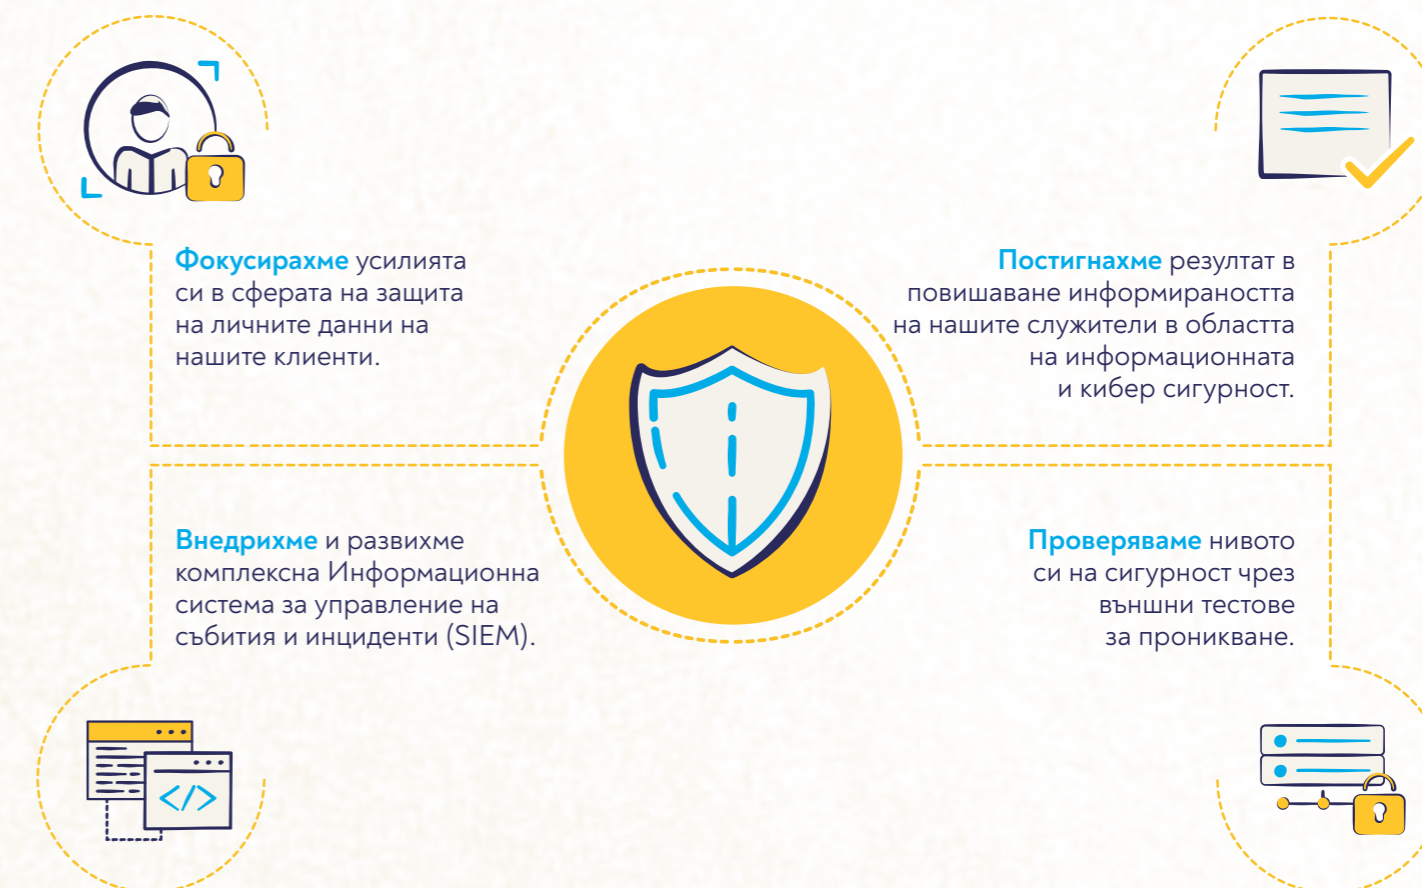 Фокусирахме усилията
си в сферата на защита
на личните данни на
нашите клиенти.
Постигнахме резултат в
повишаване информираността
на нашите служители в областта
на информационната
и кибер сигурност.
Внедрихме и развихме
комплексна Информационна
система за управление на
събития и инциденти (SIEM).
Проверяваме нивото
си на сигурност чрез
външни тестове
за проникване.